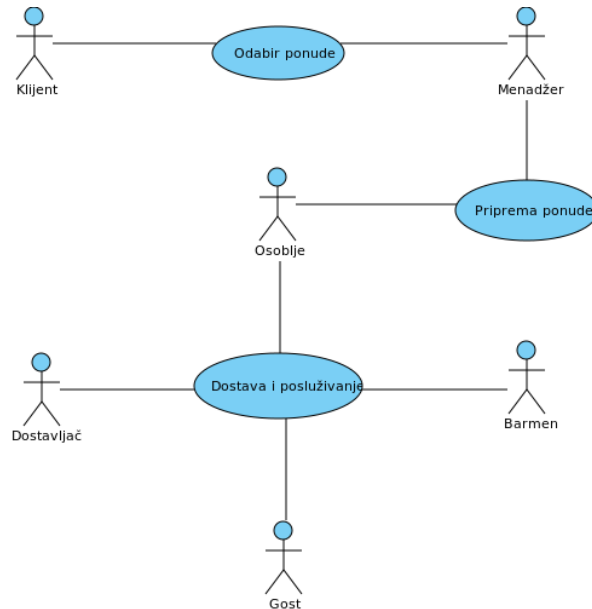 Odabir ponude
Klijent
Menadžer
Priprema ponude
Osoblje
Dostava i posluživanje
Dostavljač
Barmen
Gost